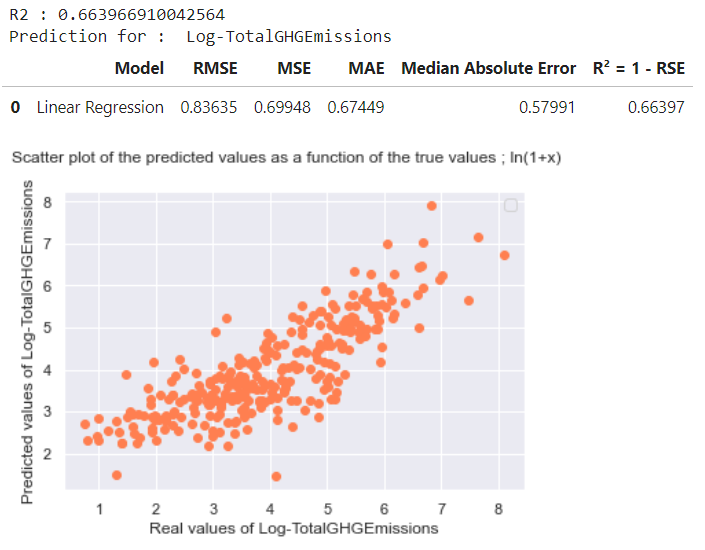 R2 : 0.663966910042564
Prediction for :  Log-TotalGHGEmissions
Model RMSE MSE MAE Median Absolute Error R² = 1 - RSE
0 Linear Regression 0.83635 0.69948 0.67449 0.57991 0.66397
Scatter plot of the predicted values as a function of the true values ; ln(1+x)
Predicted values of Log-TotalGHGEmissions
8
7
6
5
4
3
2
1 2 3 4 5 6 7 8
Real values of Log-TotalGHGEmissions